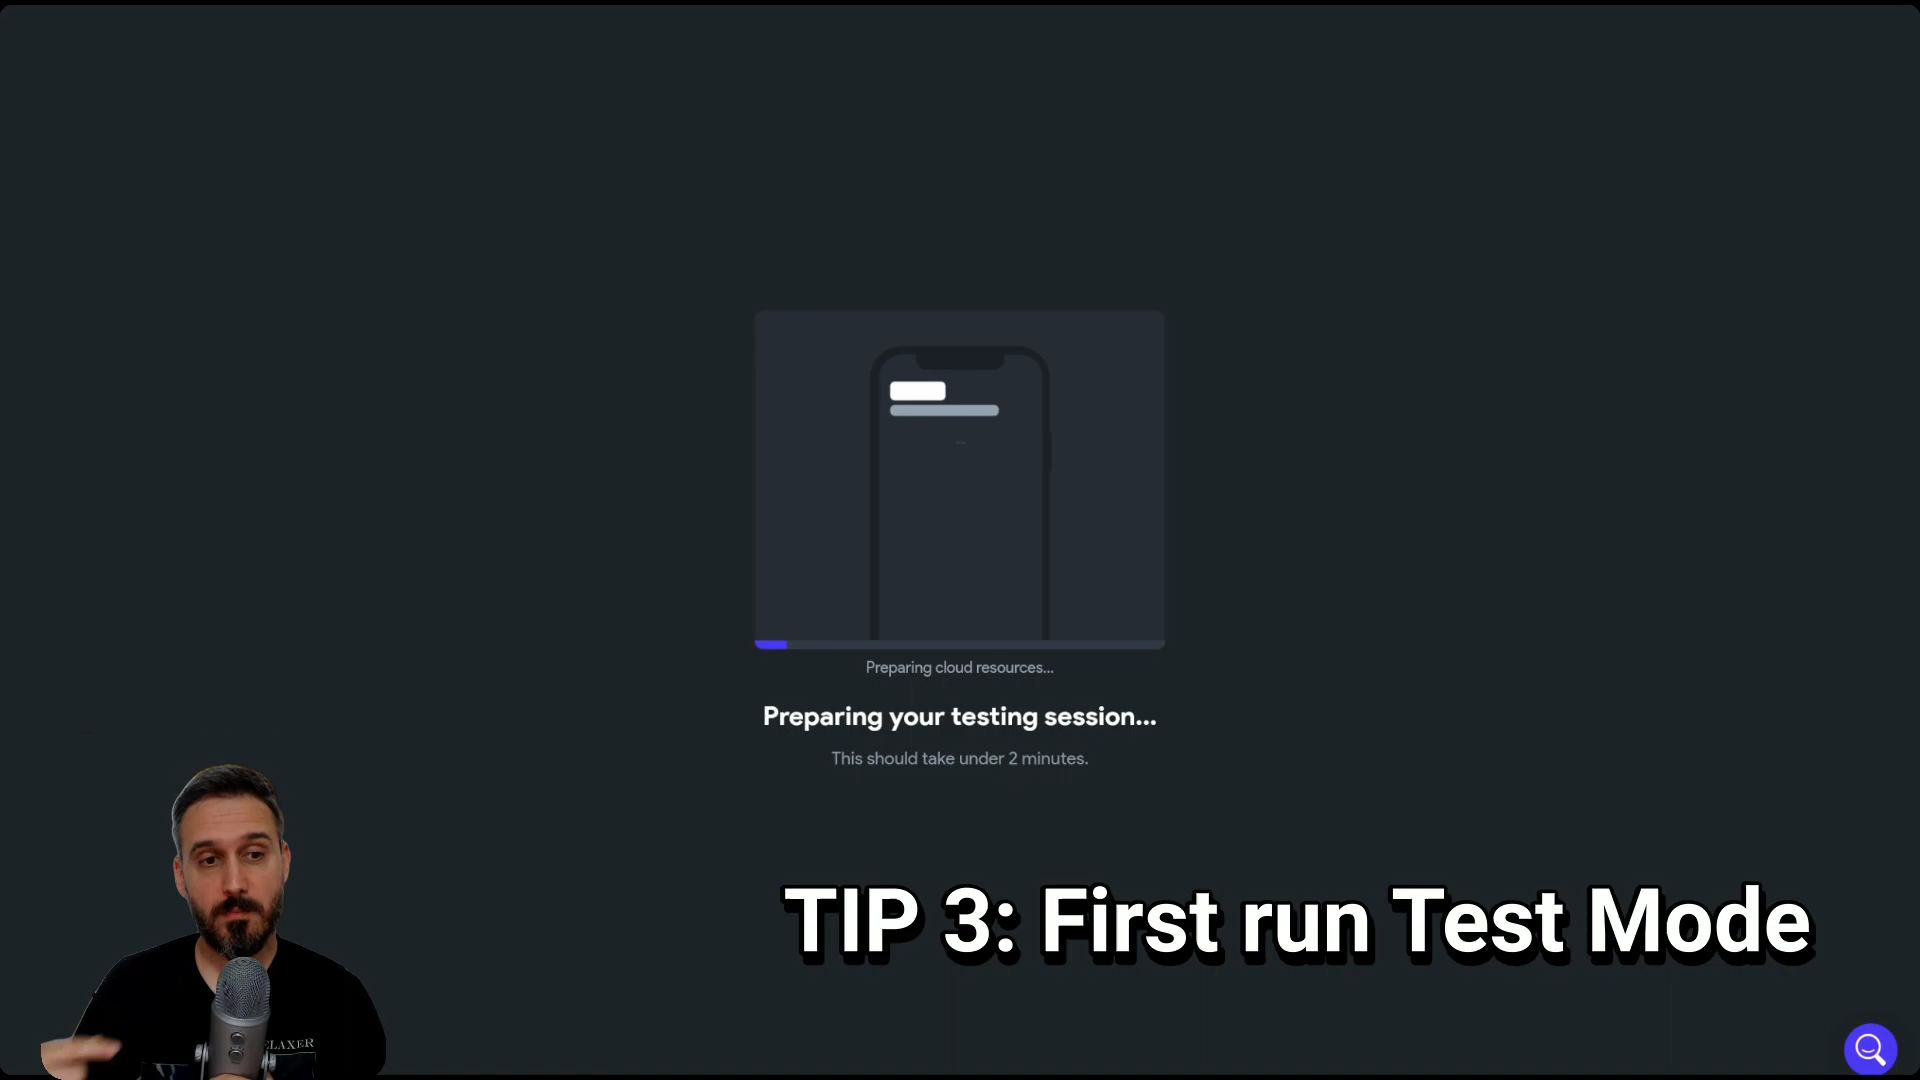 Preparing cloud resources...
Preparing your testing session...
This should take under 2 minutes.
TIP 3: First run Test Mode
ELAXER